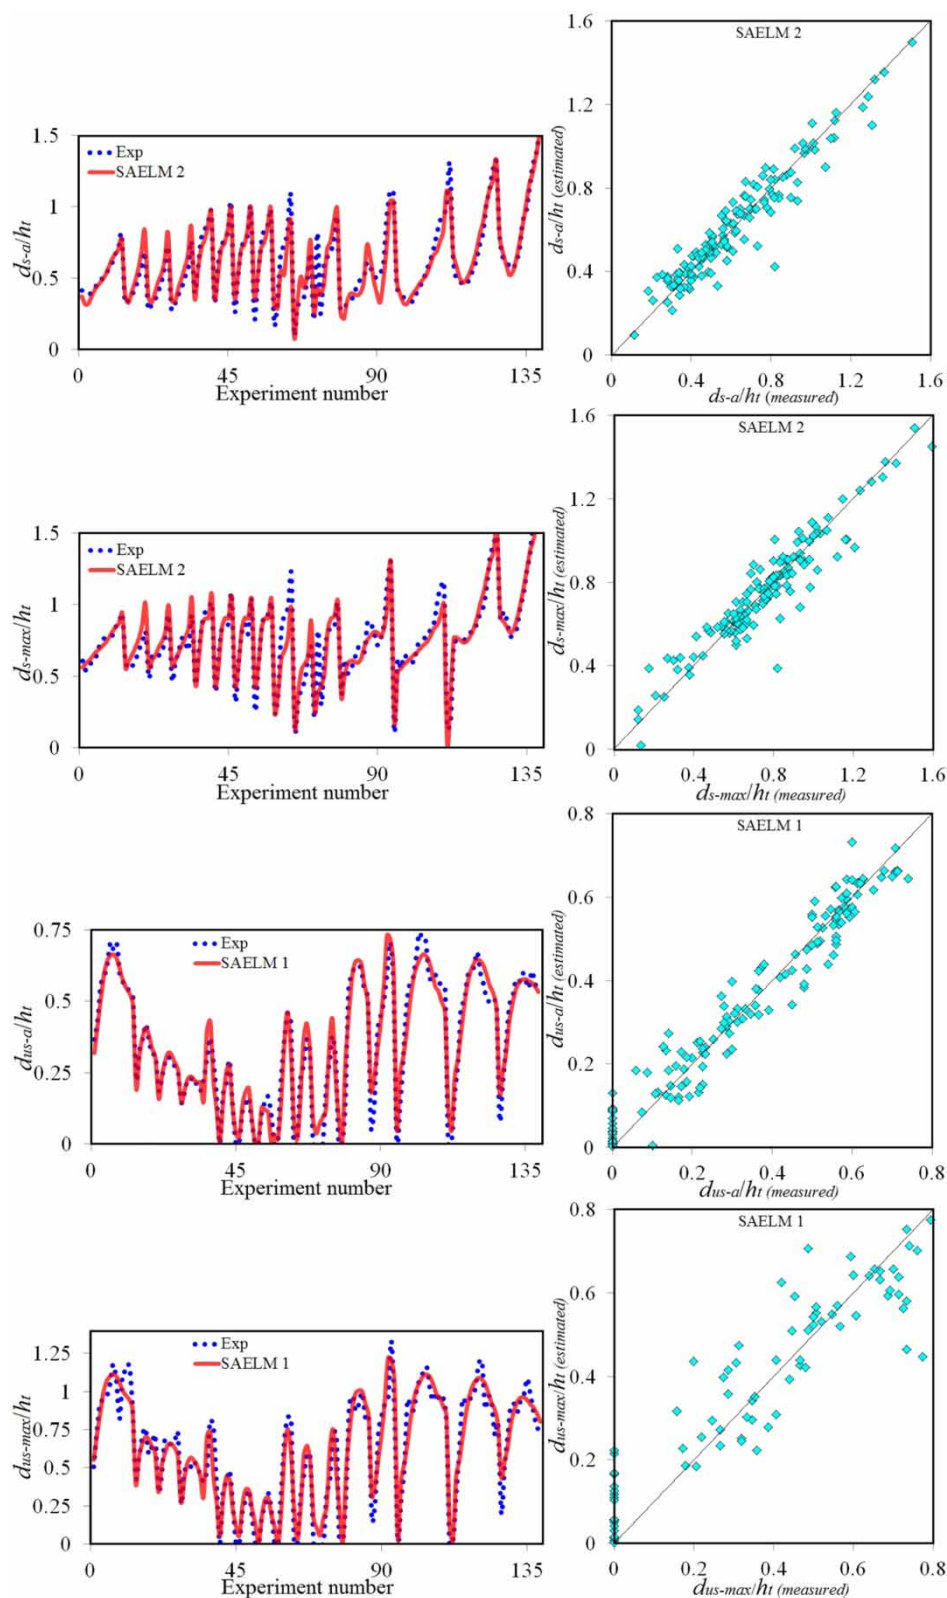 1.6
SAELM 2
1.2
0.8
0.4
0
0 0.4 0.8 1.2 1.6
ds-a/ht (estimated)
ds-a/ht (measured)
1.5
Exp
SAELM 2
1
0.5
0
0 45 90 135
ds-a/ht
Experiment number
1.6
SAELM 2
1.2
0.8
0.4
0
0 0.4 0.8 1.2 1.6
ds-max/ht (estimated)
ds-max/ht (measured)
1.5
Exp
SAELM 2
1
0.5
0
0 45 90 135
ds-max/ht
Experiment number
0.8
SAELM 1
0.6
0.4
0.2
0
0 0.2 0.4 0.6 0.8
dus-a/ht (estimated)
dus-a/ht (measured)
0.75
Exp
SAELM 1
0.5
0.25
0
0 45 90 135
dus-a/ht
Experiment number
0.8
SAELM 1
0.6
0.4
0.2
0
0 0.2 0.4 0.6 0.8
dus-max/ht (estimated)
dus-max/ht (measured)
1.25
Exp
SAELM 1
1
0.75
0.5
0.25
0
0 45 90 135
dus-max/ht
Experiment number